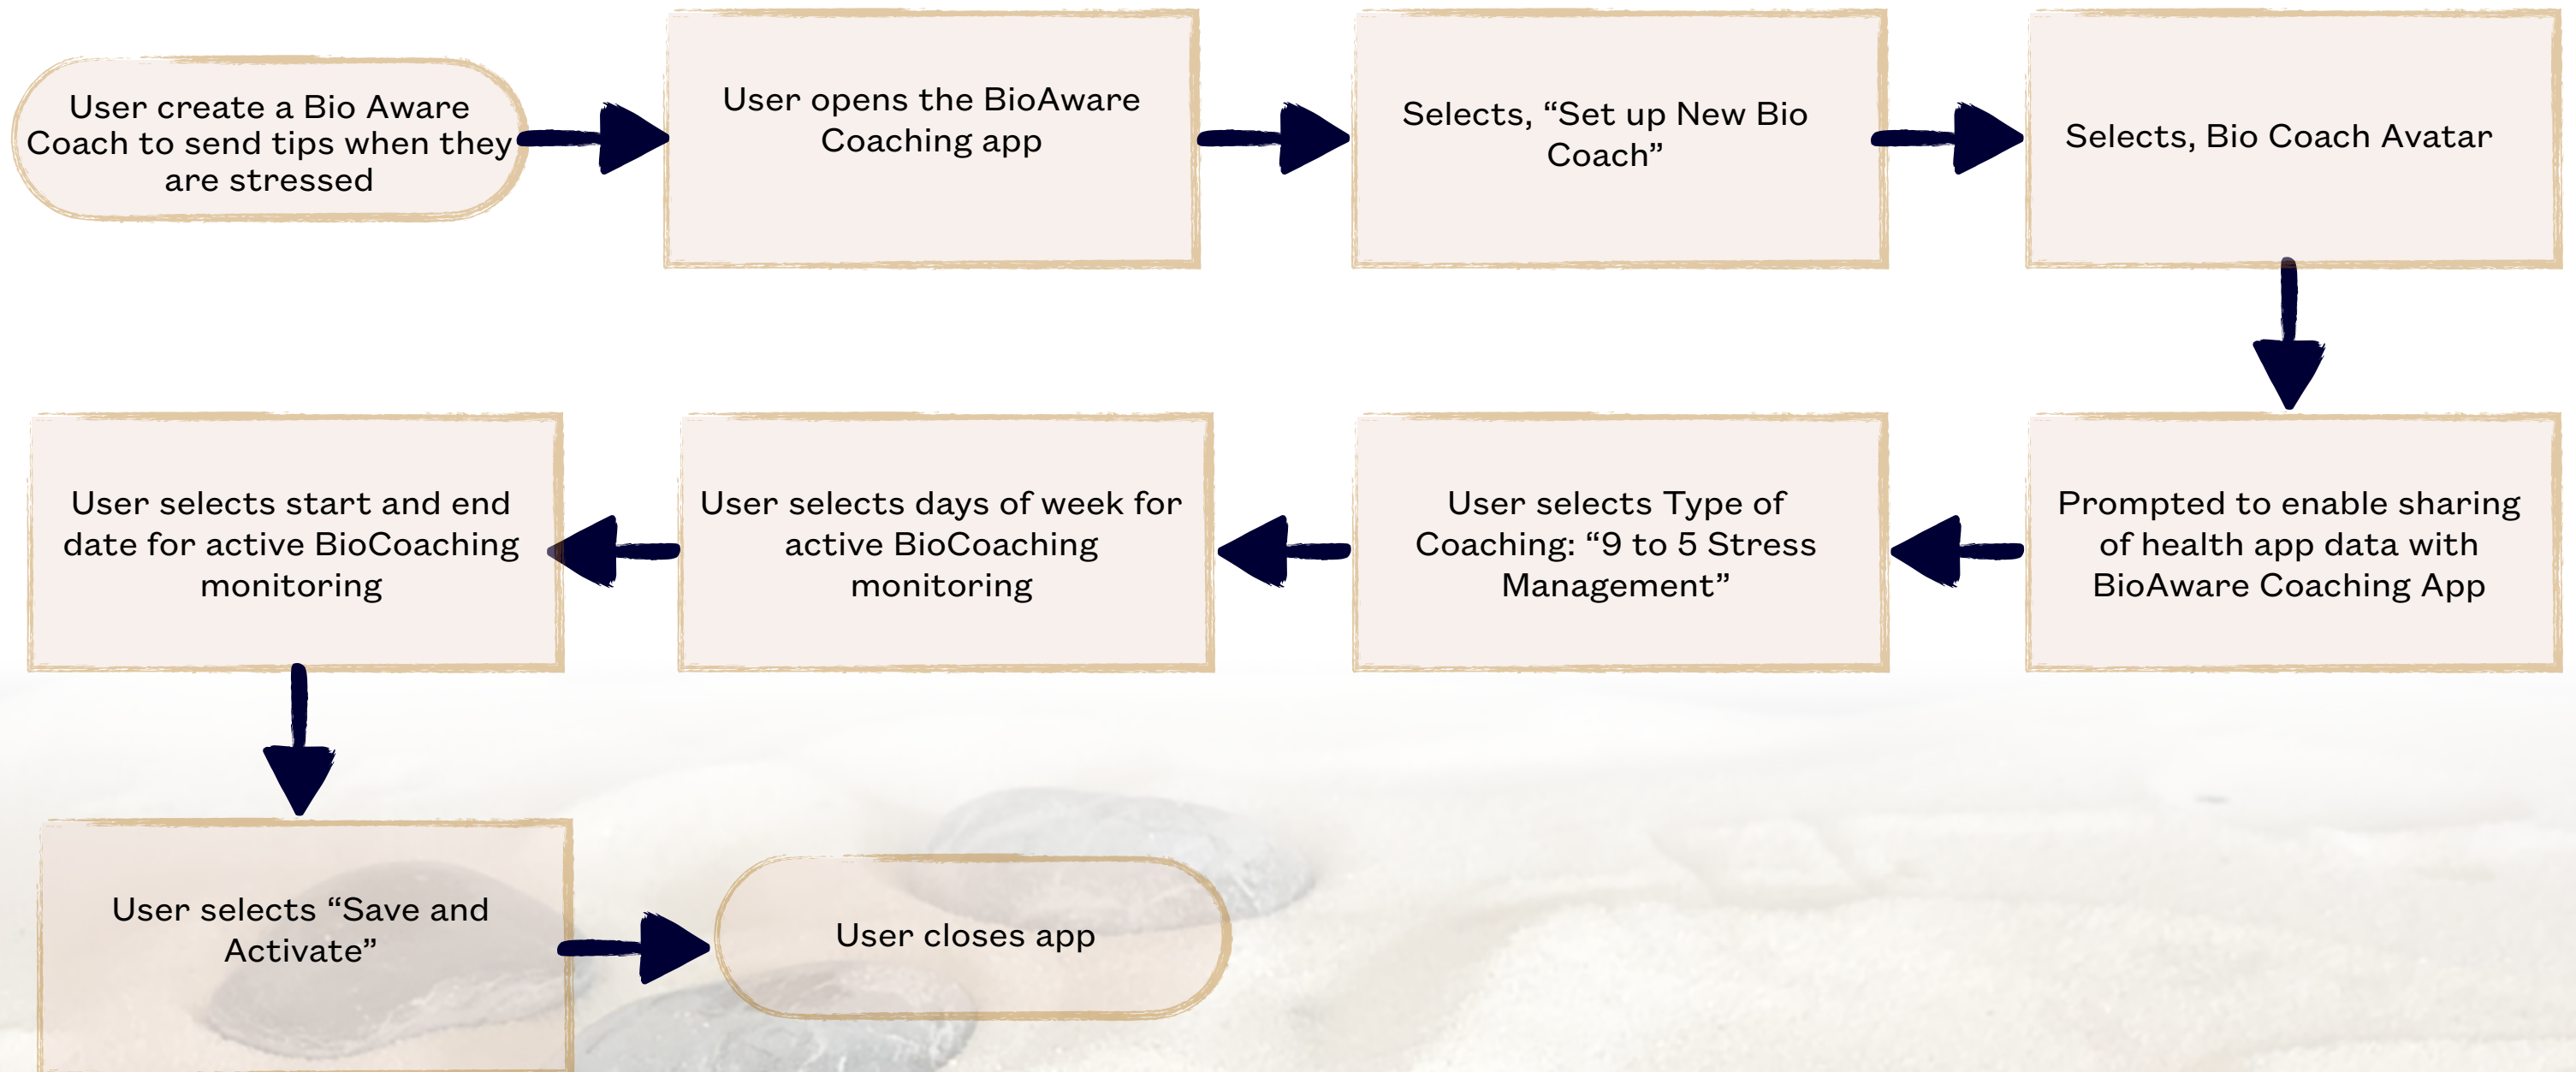 User create a Bio Aware
Coach to send tips when they
are stressed
User opens the BioAware
Coaching app
Selects, “Set up New Bio
Coach”
Selects, Bio Coach Avatar
Prompted to enable sharing
of health app data with
BioAware Coaching App
User selects Type of
Coaching: “9 to 5 Stress
Management”
User selects days of week for
active BioCoaching
monitoring
User selects start and end
date for active BioCoaching
monitoring
User selects “Save and
Activate”
User closes app